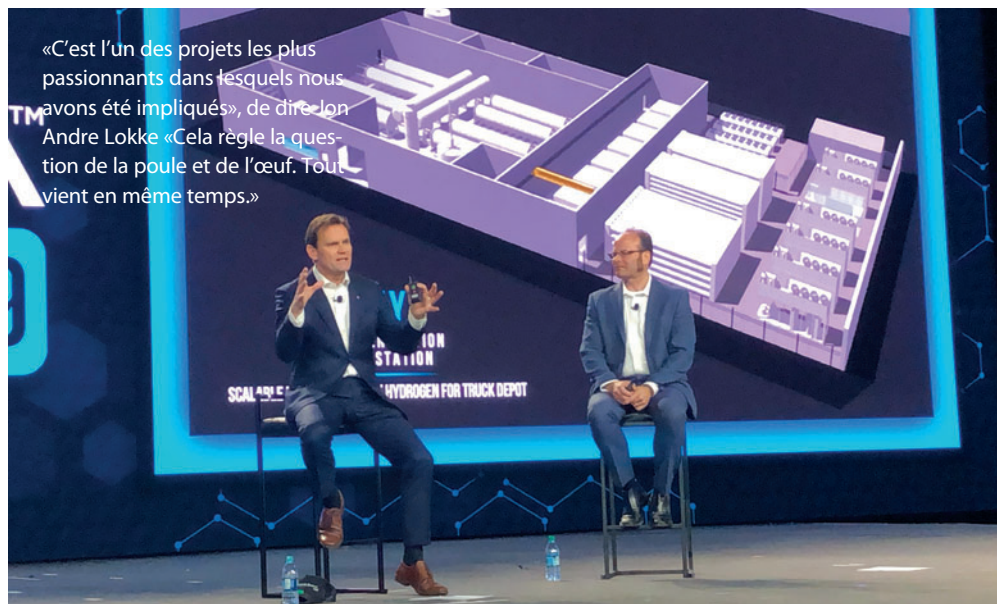 «C'est l'un des projets les plus
passionnants dans lesquels nous
avons été impliqués», de dire Jon
Andre Lokke «Cela règle la ques-
tion de la poule et de l'œuf. Tout
vient en même temps.»
TM
STATION
HYDROGEN FOR TRUCK DEPOT